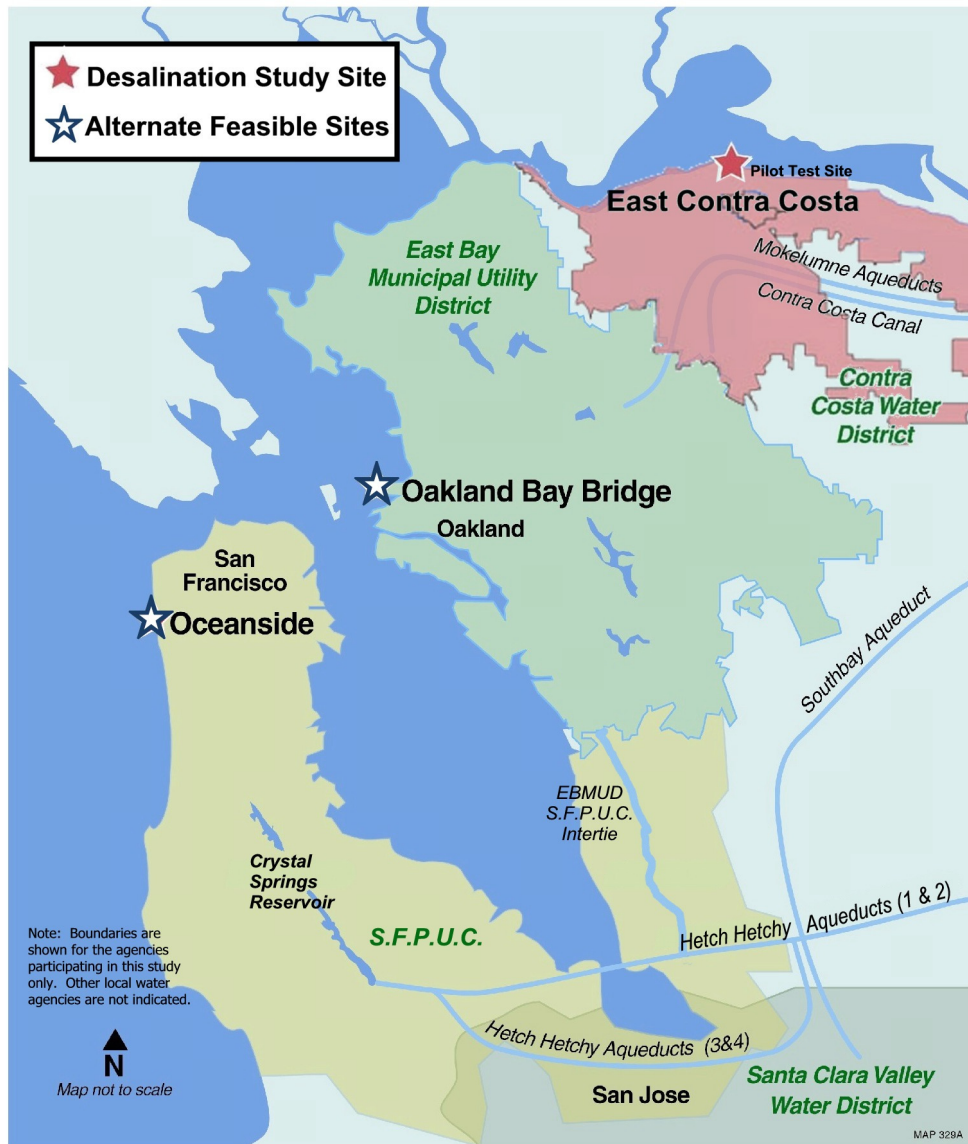 Desalination Study Site
Alternate Feasible Sites
Pilot Test Site
East Contra Costa
East Bay
Municipal Utility
District
Mokelumne Aqueducts
Contra Costa Canal
Contra
Costa Water
District
Oakland Bay Bridge
Oakland
San
Francisco
Oceanside
Southbay Aqueduct
EBMUD
S.F.P.U.C.
Intertie
Crystal
Springs
Reservoir
S.F.P.U.C.
Hetch Hetchy Aqueducts (1 & 2)
Note: Boundaries are
shown for the agencies
participating in this study
only. Other local water
agencies are not indicated.
N
Map not to scale
Hetch Hetchy Aqueducts (3&4)
San Jose
Santa Clara Valley
Water District
MAP 329A